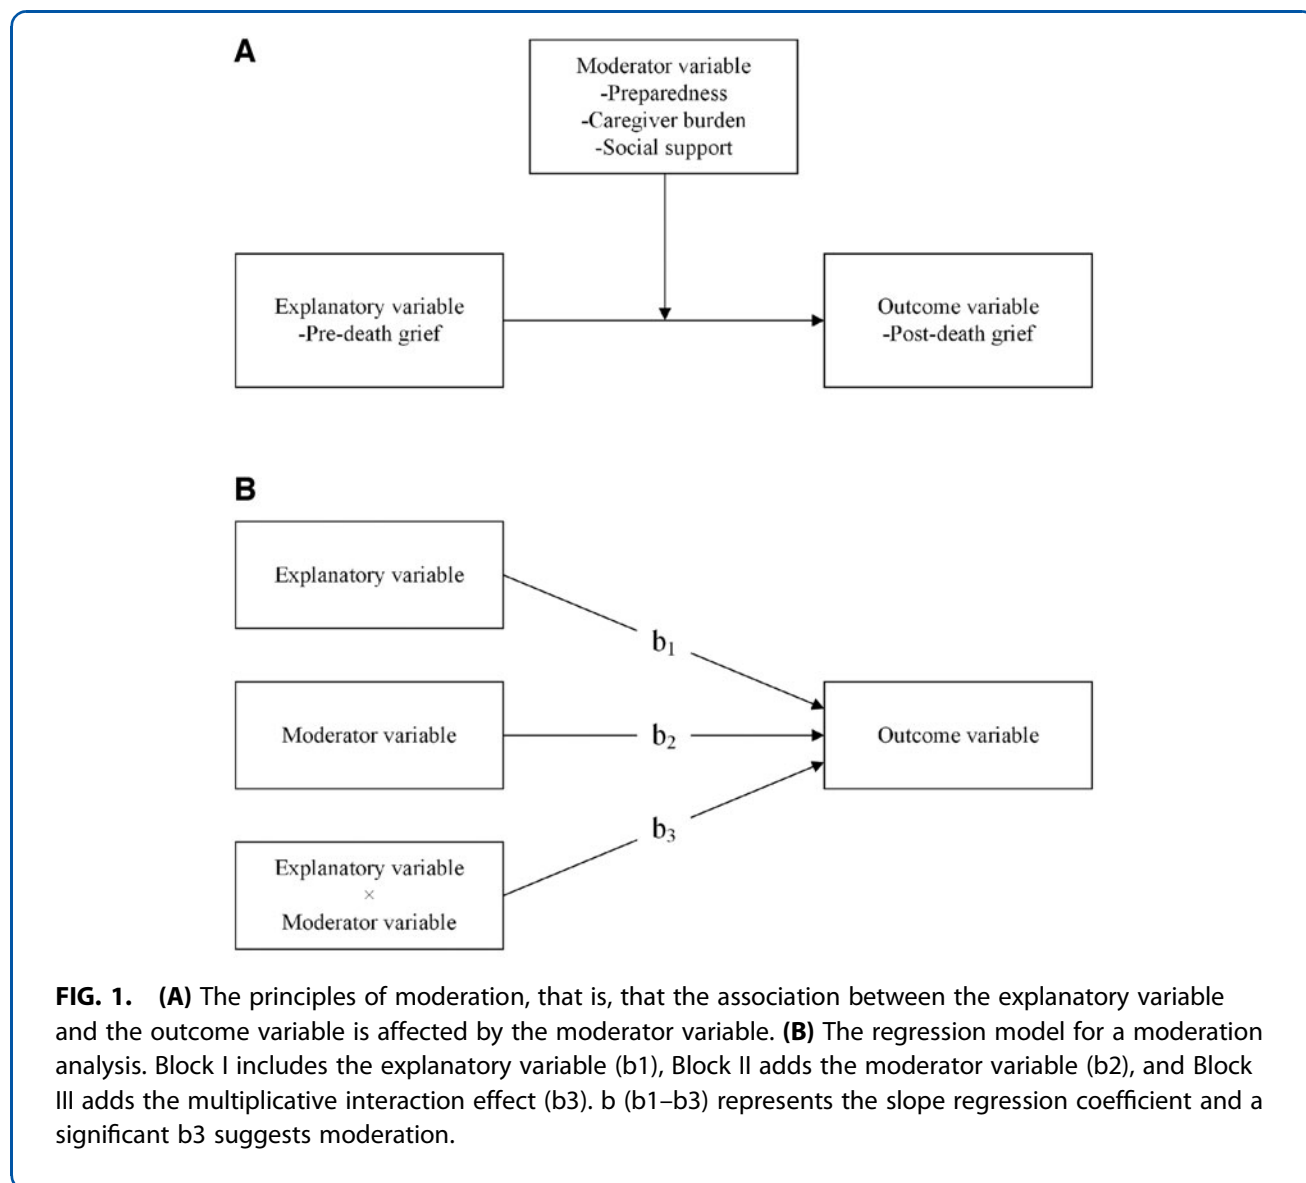 A
Moderator variable
-Preparedness
-Caregiver burden
-Social support
Explanatory variable
-Pre-death grief
Outcome variable
-Post-death grief
B
Explanatory variable
b₁
Moderator variable
b₂
Outcome variable
b₃
Explanatory variable
×
Moderator variable
FIG. 1. (A) The principles of moderation, that is, that the association between the explanatory variable
and the outcome variable is affected by the moderator variable. (B) The regression model for a moderation
analysis. Block I includes the explanatory variable (b1), Block II adds the moderator variable (b2), and Block
III adds the multiplicative interaction effect (b3). b (b1–b3) represents the slope regression coefficient and a
significant b3 suggests moderation.